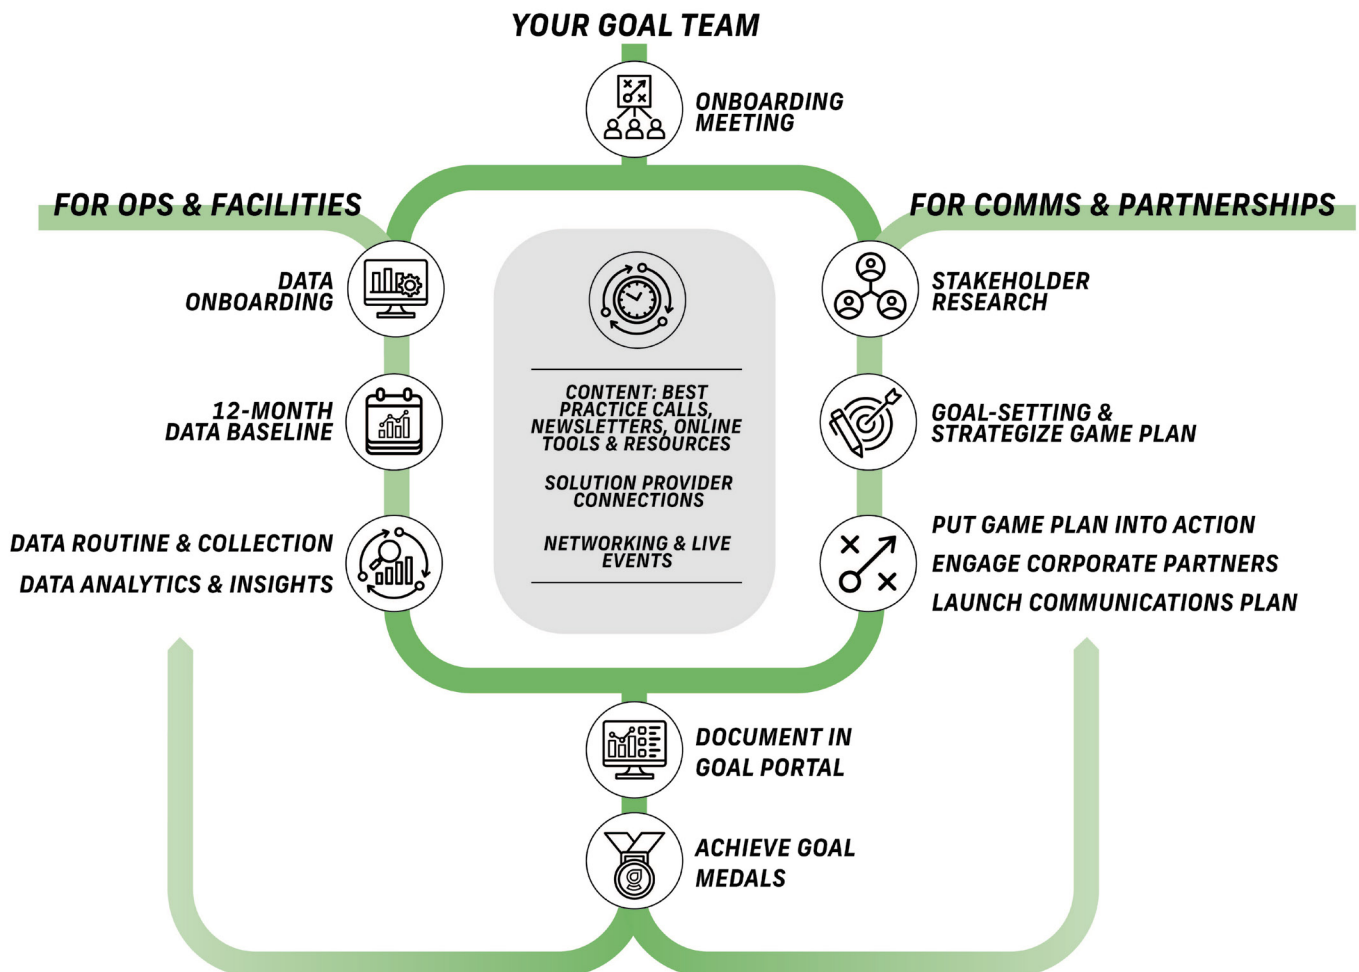 YOUR GOAL TEAM
ONBOARDING
MEETING
FOR OPS & FACILITIES
DATA
ONBOARDING
12-MONTH
DATA BASELINE
DATA ROUTINE & COLLECTION
DATA ANALYTICS & INSIGHTS
CONTENT: BEST
PRACTICE CALLS,
NEWSLETTERS, ONLINE
TOOLS & RESOURCES
SOLUTION PROVIDER
CONNECTIONS
NETWORKING & LIVE
EVENTS
FOR COMMS & PARTNERSHIPS
STAKEHOLDER
RESEARCH
GOAL-SETTING &
STRATEGIZE GAME PLAN
PUT GAME PLAN INTO ACTION
ENGAGE CORPORATE PARTNERS
LAUNCH COMMUNICATIONS PLAN
DOCUMENT IN
GOAL PORTAL
ACHIEVE GOAL
MEDALS
g